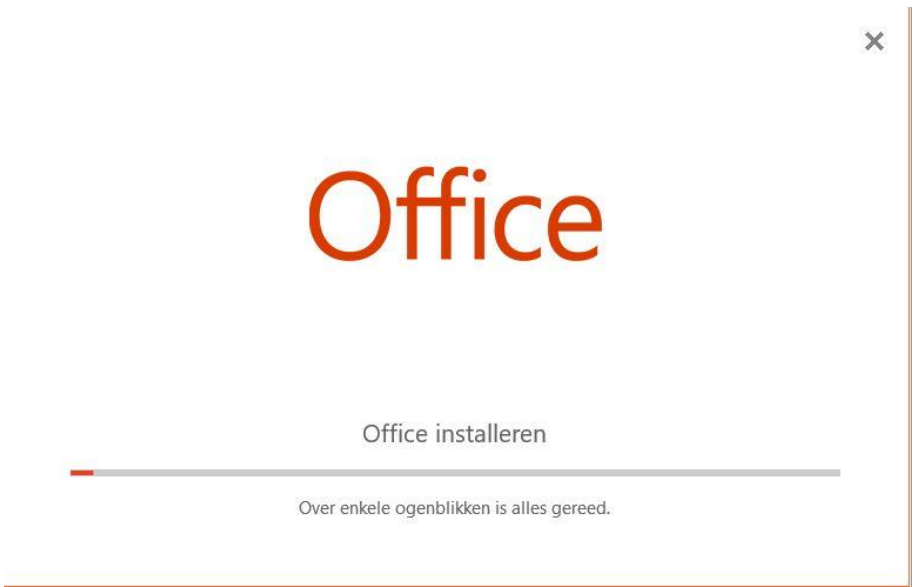 Office
Office installeren
Over enkele ogenblikken is alles gereed.